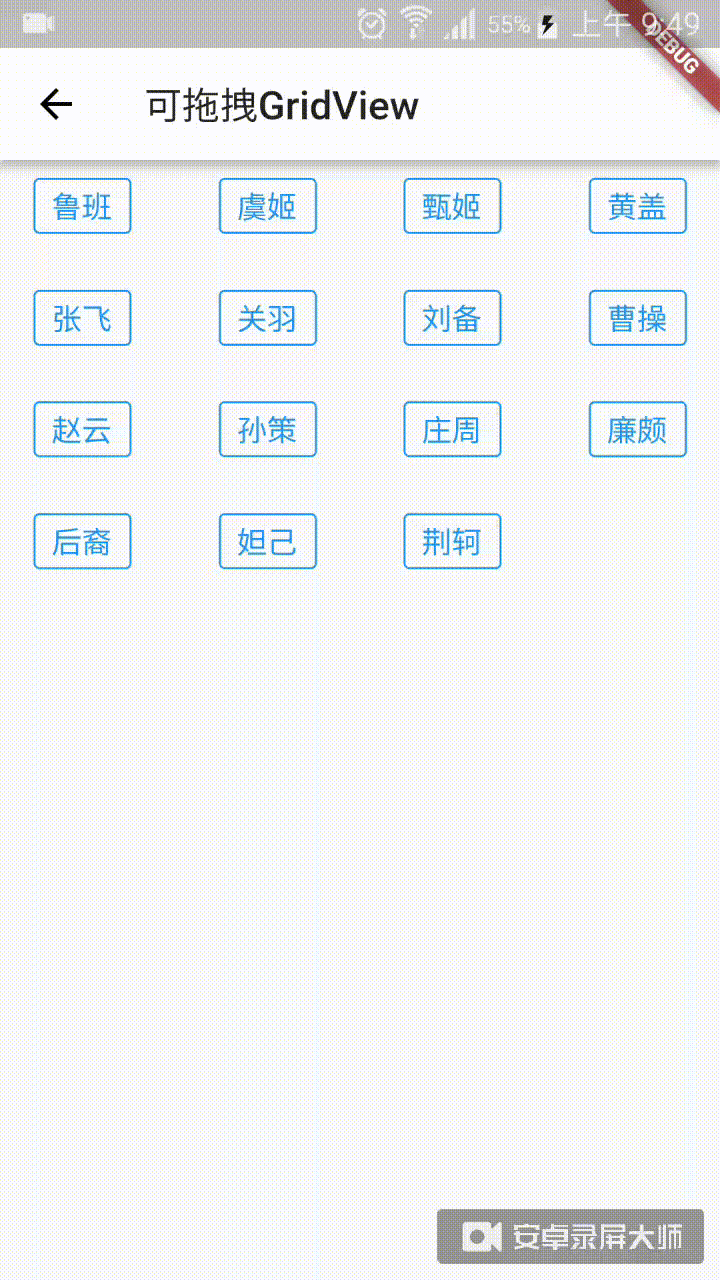 55% 上午 9:49
DEBUG
可拖拽GridView
鲁班 虞姬 甄姬 黄盖
张飞 关羽 刘备 曹操
赵云 孙策 庄周 廉颇
后裔 妲己 荆轲
安卓录屏大师